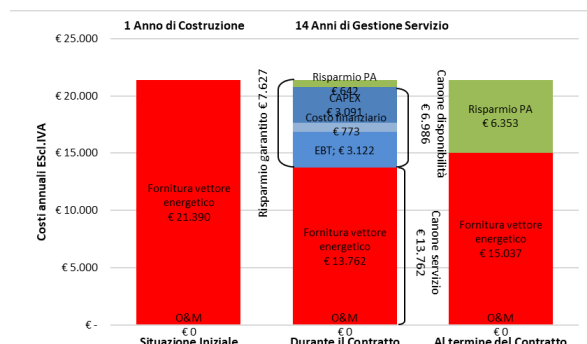 1 Anno di Costruzione
14 Anni di Gestione Servizio
Costi annuali EScl.IVA
€ 25.000
€ 20.000
€ 15.000
€ 10.000
€ 5.000
€ -
Fornitura vettore
energetico
€ 21.390
O&M
€ 0
Situazione Iniziale
Risparmio garantito € 7.627
Risparmio PA
€ 642
CAPEX
€ 3.091
Costo finanziario
€ 773
EBT; € 3.122
Fornitura vettore
energetico
€ 13.762
O&M
€ 0
Durante il Contratto
Canone disponibilità
€ 6.986
Canone servizio
€ 13.762
Risparmio PA
€ 6.353
Fornitura vettore
energetico
€ 15.037
O&M
€ 0
Al termine del Contratto